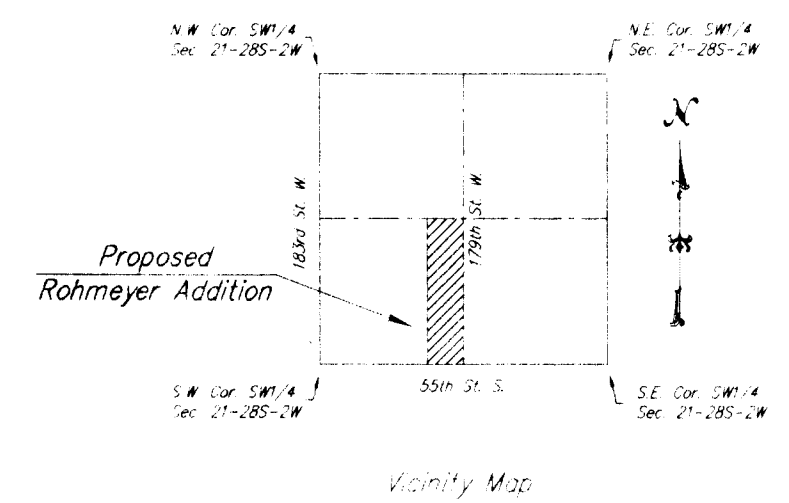 N.W. Cor. SW1/4
Sec. 21-28S-2W
N.E. Cor. SW1/4
Sec. 21-28S-2W
N
183rd St. W.
179th St. W.
Proposed
Rohmeyer Addition
55th St. S.
S.W. Cor. SW1/4
Sec. 21-28S-2W
S.E. Cor. SW1/4
Sec. 21-28S-2W
Vicinity Map